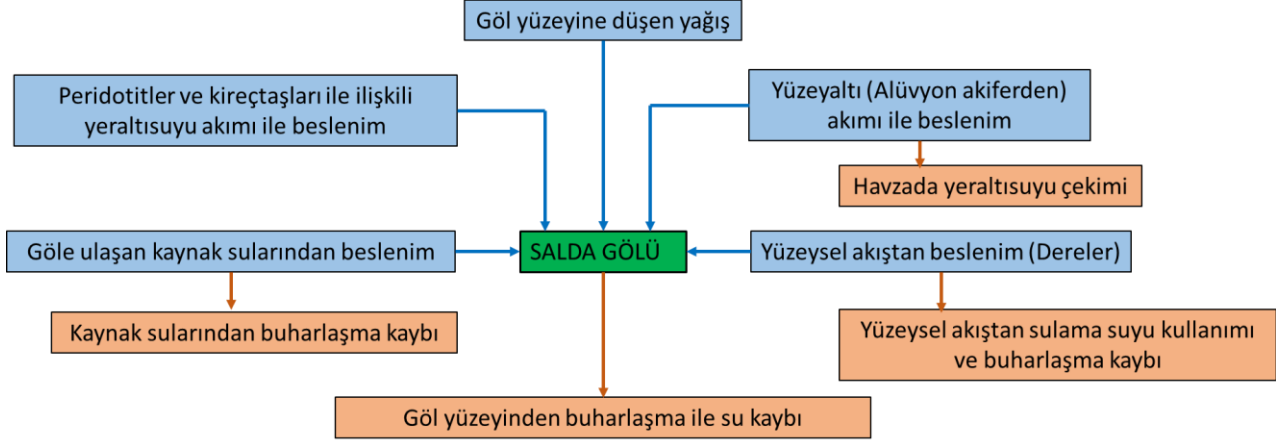 Göl yüzeyine düşen yağış
Peridotitler ve kireçtaşları ile ilişkili
yeraltısuyu akımı ile beslenim
Yüzeyaltı (Alüvyon akiferden)
akımı ile beslenim
Havzada yeraltısuyu çekimi
Göle ulaşan kaynak sularından beslenim
SALDA GÖLÜ
Yüzeysel akıştan beslenim (Dereler)
Kaynak sularından buharlaşma kaybı
Yüzeysel akıştan sulama suyu kullanımı
ve buharlaşma kaybı
Göl yüzeyinden buharlaşma ile su kaybı